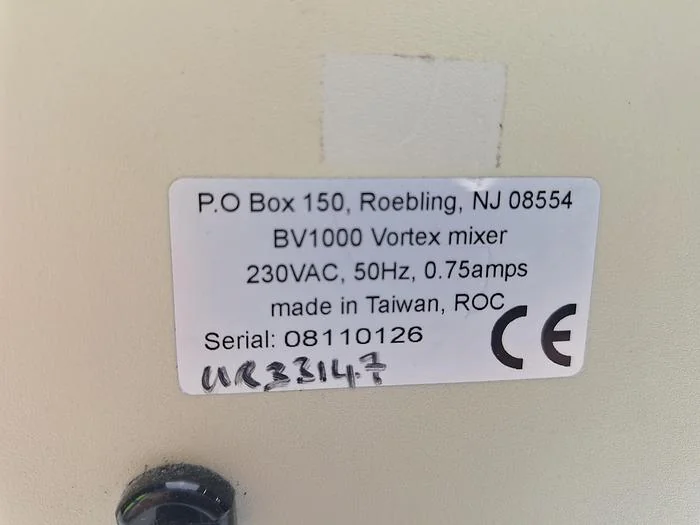 P.O Box 150, Roebling, NJ 08554
BV1000 Vortex mixer
230VAC, 50Hz, 0.75amps
made in Taiwan, ROC
Serial: 08110126 CE